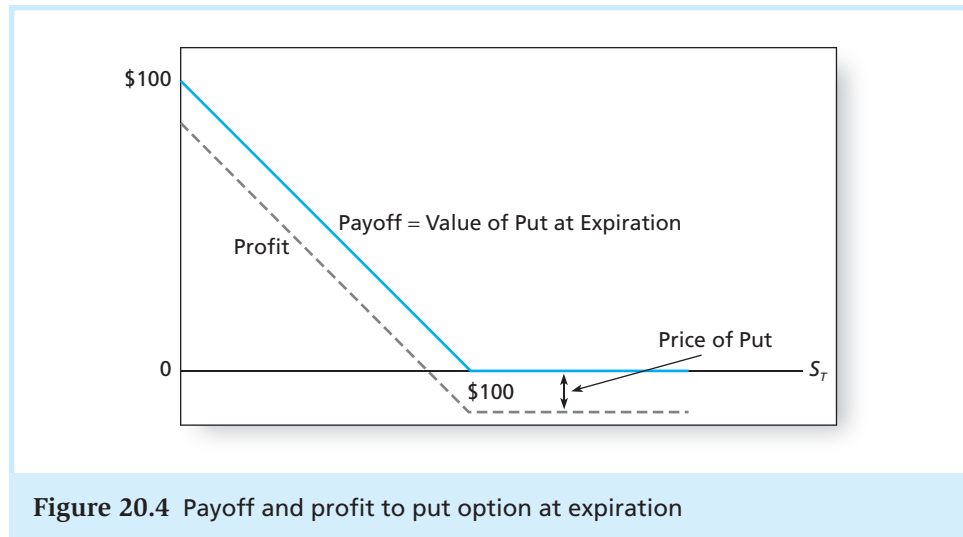 $100
Payoff = Value of Put at Expiration
Profit
Price of Put
0
S_T
$100
Figure 20.4 Payoff and profit to put option at expiration